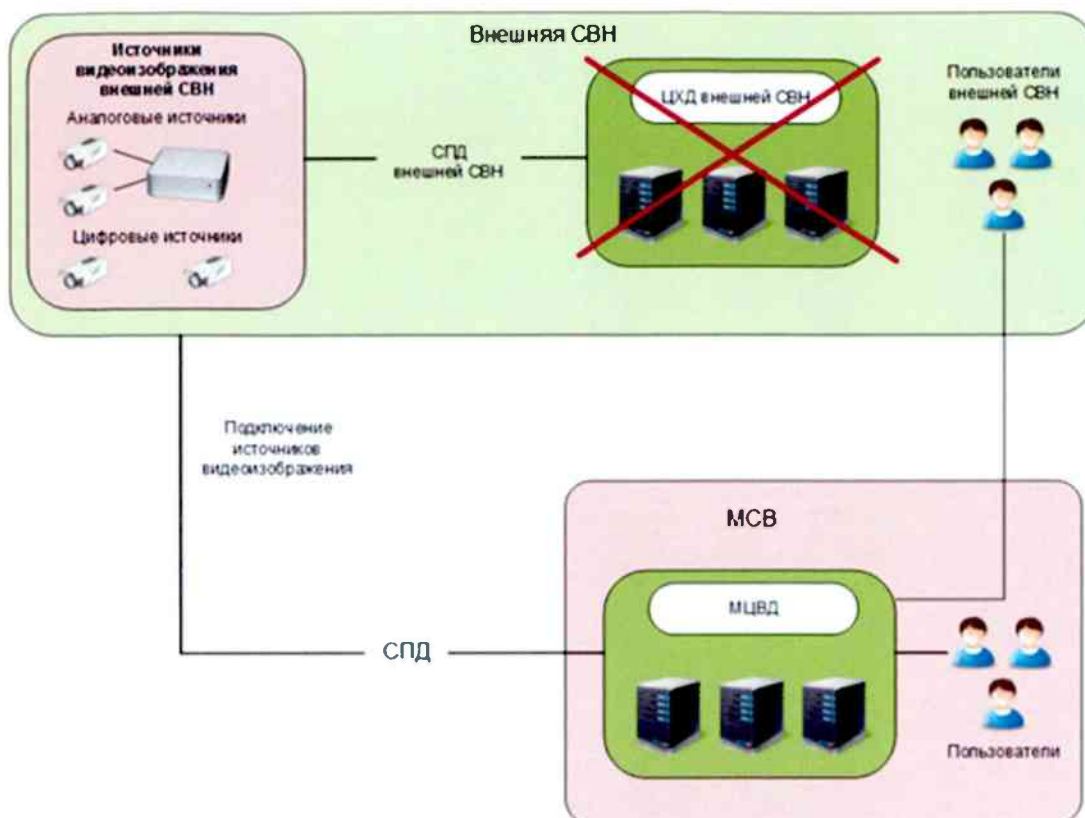 Внешняя СВН
Источники
видеоизображения
внешней СВН
Аналоговые источники
Цифровые источники
СПД
внешней СВН
ЦХД внешней СВН
Пользователи
внешней СВН
Подключение
источников
видеоизображения
СПД
МСВ
МЦВД
Пользователи